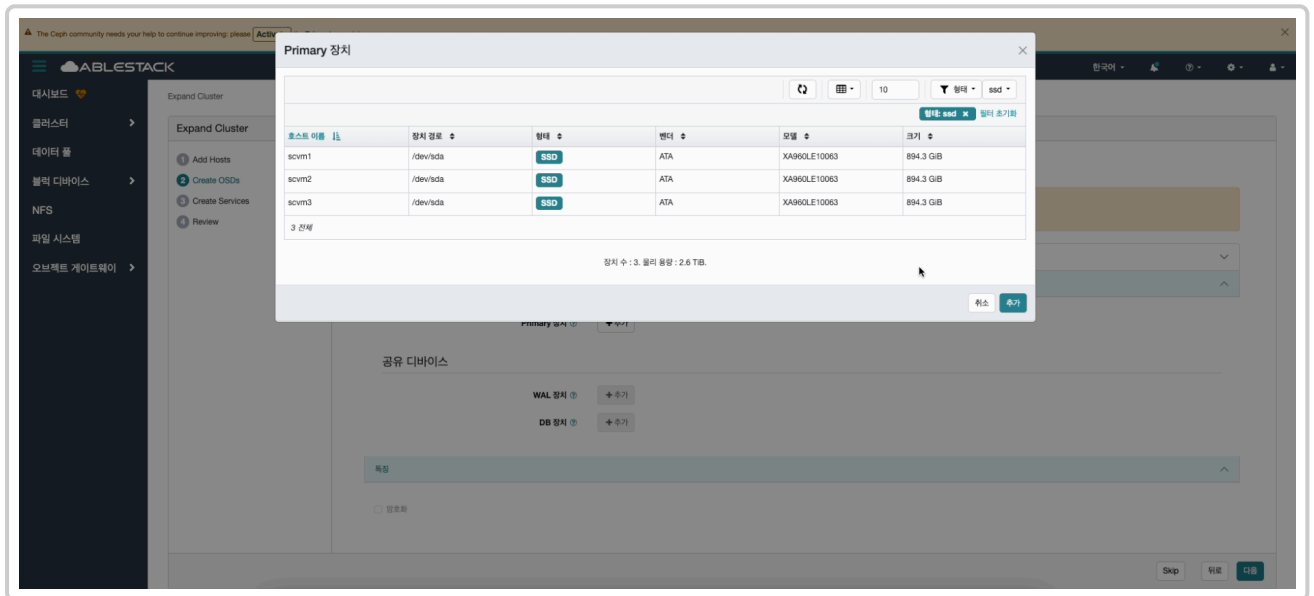 The Ceph community needs your help to continue improving: please Activ
Primary 장치
ABLESTACK
한국어
대시보드
Expand Cluster
10
형태
ssd
형태: ssd x 필터 초기화
클러스터
Expand Cluster
호스트 이름 장치 경로 형태 벤더 모델 크기
데이터 풀
1 Add Hosts
scvm1 /dev/sda SSD ATA XA960LE10063 894.3 GiB
블럭 디바이스
2 Create OSDs
scvm2 /dev/sda SSD ATA XA960LE10063 894.3 GiB
NFS
3 Create Services
scvm3 /dev/sda SSD ATA XA960LE10063 894.3 GiB
4 Review
3 전체
파일 시스템
오브젝트 게이트웨이
장치 수 : 3. 물리 용량 : 2.6 TiB.
취소 추가
Primary 장치 추가
공유 디바이스
WAL 장치 추가
DB 장치 추가
특징
암호화
Skip 뒤로 다음